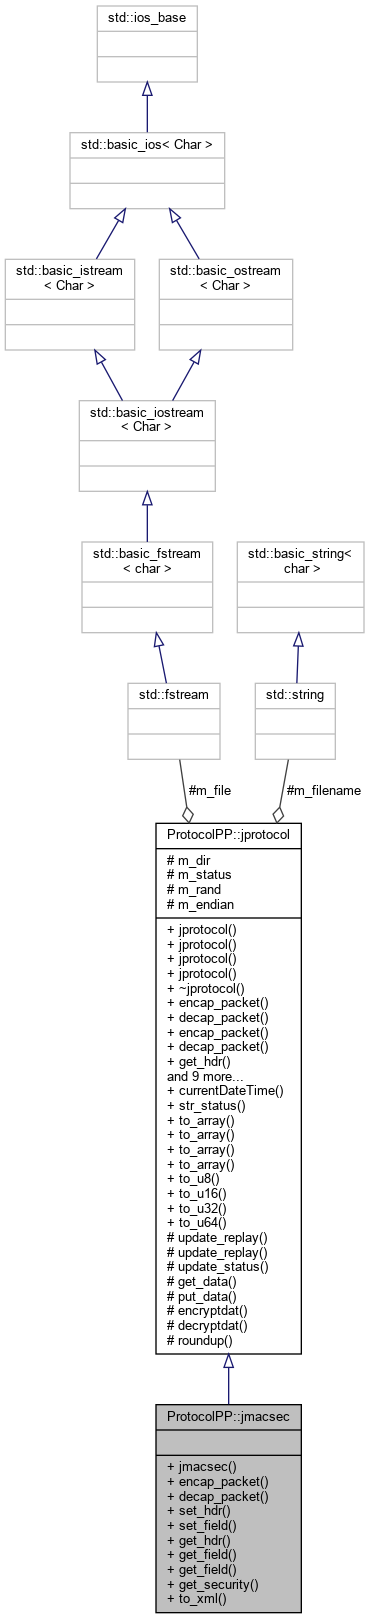 std::ios_base
std::basic_ios< Char >
std::basic_istream
< Char >
std::basic_ostream
< Char >
std::basic_iostream
< Char >
std::basic_fstream
< char >
std::basic_string<
char >
std::fstream
std::string
#m_file
#m_filename
ProtocolPP::jprotocol
# m_dir
# m_status
# m_rand
# m_endian
+ jprotocol()
+ jprotocol()
+ jprotocol()
+ jprotocol()
+ ~jprotocol()
+ encap_packet()
+ decap_packet()
+ encap_packet()
+ decap_packet()
+ get_hdr()
and 9 more...
+ currentDateTime()
+ str_status()
+ to_array()
+ to_array()
+ to_array()
+ to_array()
+ to_u8()
+ to_u16()
+ to_u32()
+ to_u64()
# update_replay()
# update_replay()
# update_status()
# get_data()
# put_data()
# encryptdat()
# decryptdat()
# roundup()
ProtocolPP::jmacsec
+ jmacsec()
+ encap_packet()
+ decap_packet()
+ set_hdr()
+ set_field()
+ get_hdr()
+ get_field()
+ get_field()
+ get_security()
+ to_xml()